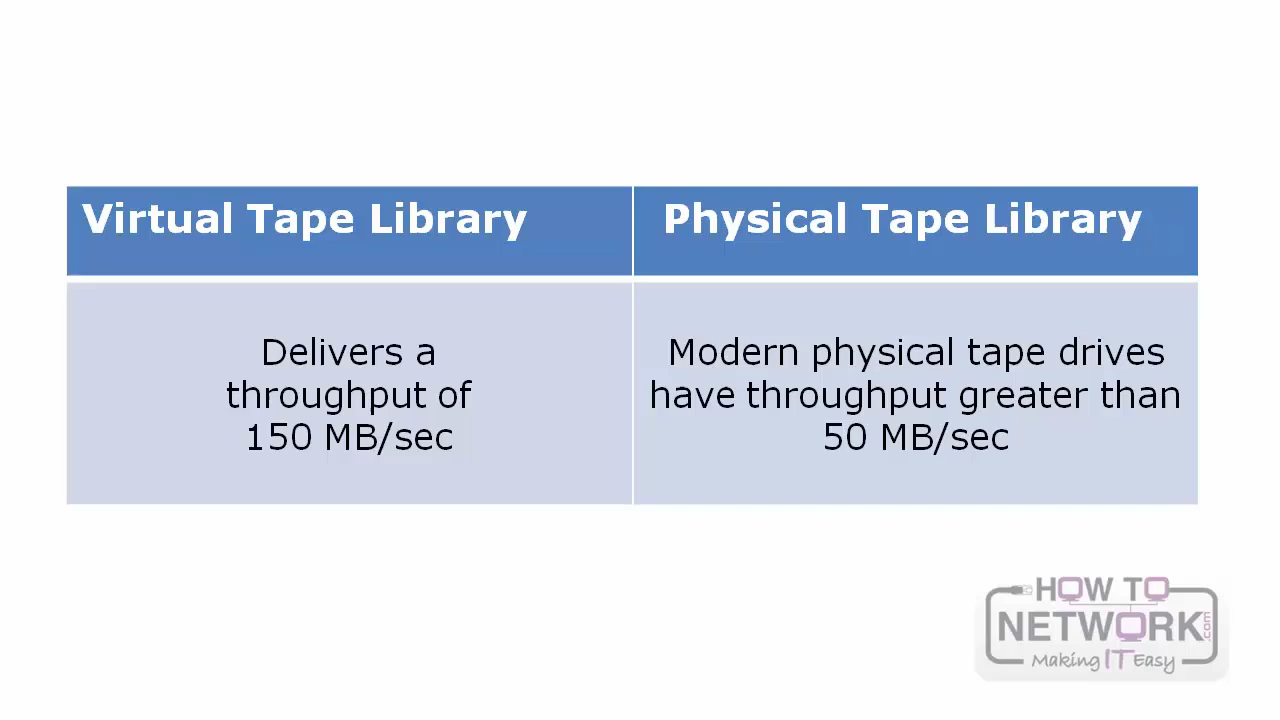 Virtual Tape Library
Physical Tape Library
Delivers a
throughput of
150 MB/sec
Modern physical tape drives
have throughput greater than
50 MB/sec
HOW TO
NETWORK.com
Making IT Easy